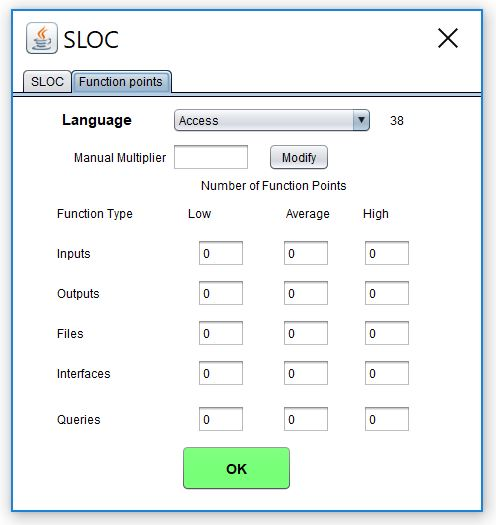 SLOC
SLOC Function points
Language Access 38
Manual Multiplier Modify
Number of Function Points
Function Type Low Average High
Inputs 0 0 0
Outputs 0 0 0
Files 0 0 0
Interfaces 0 0 0
Queries 0 0 0
OK